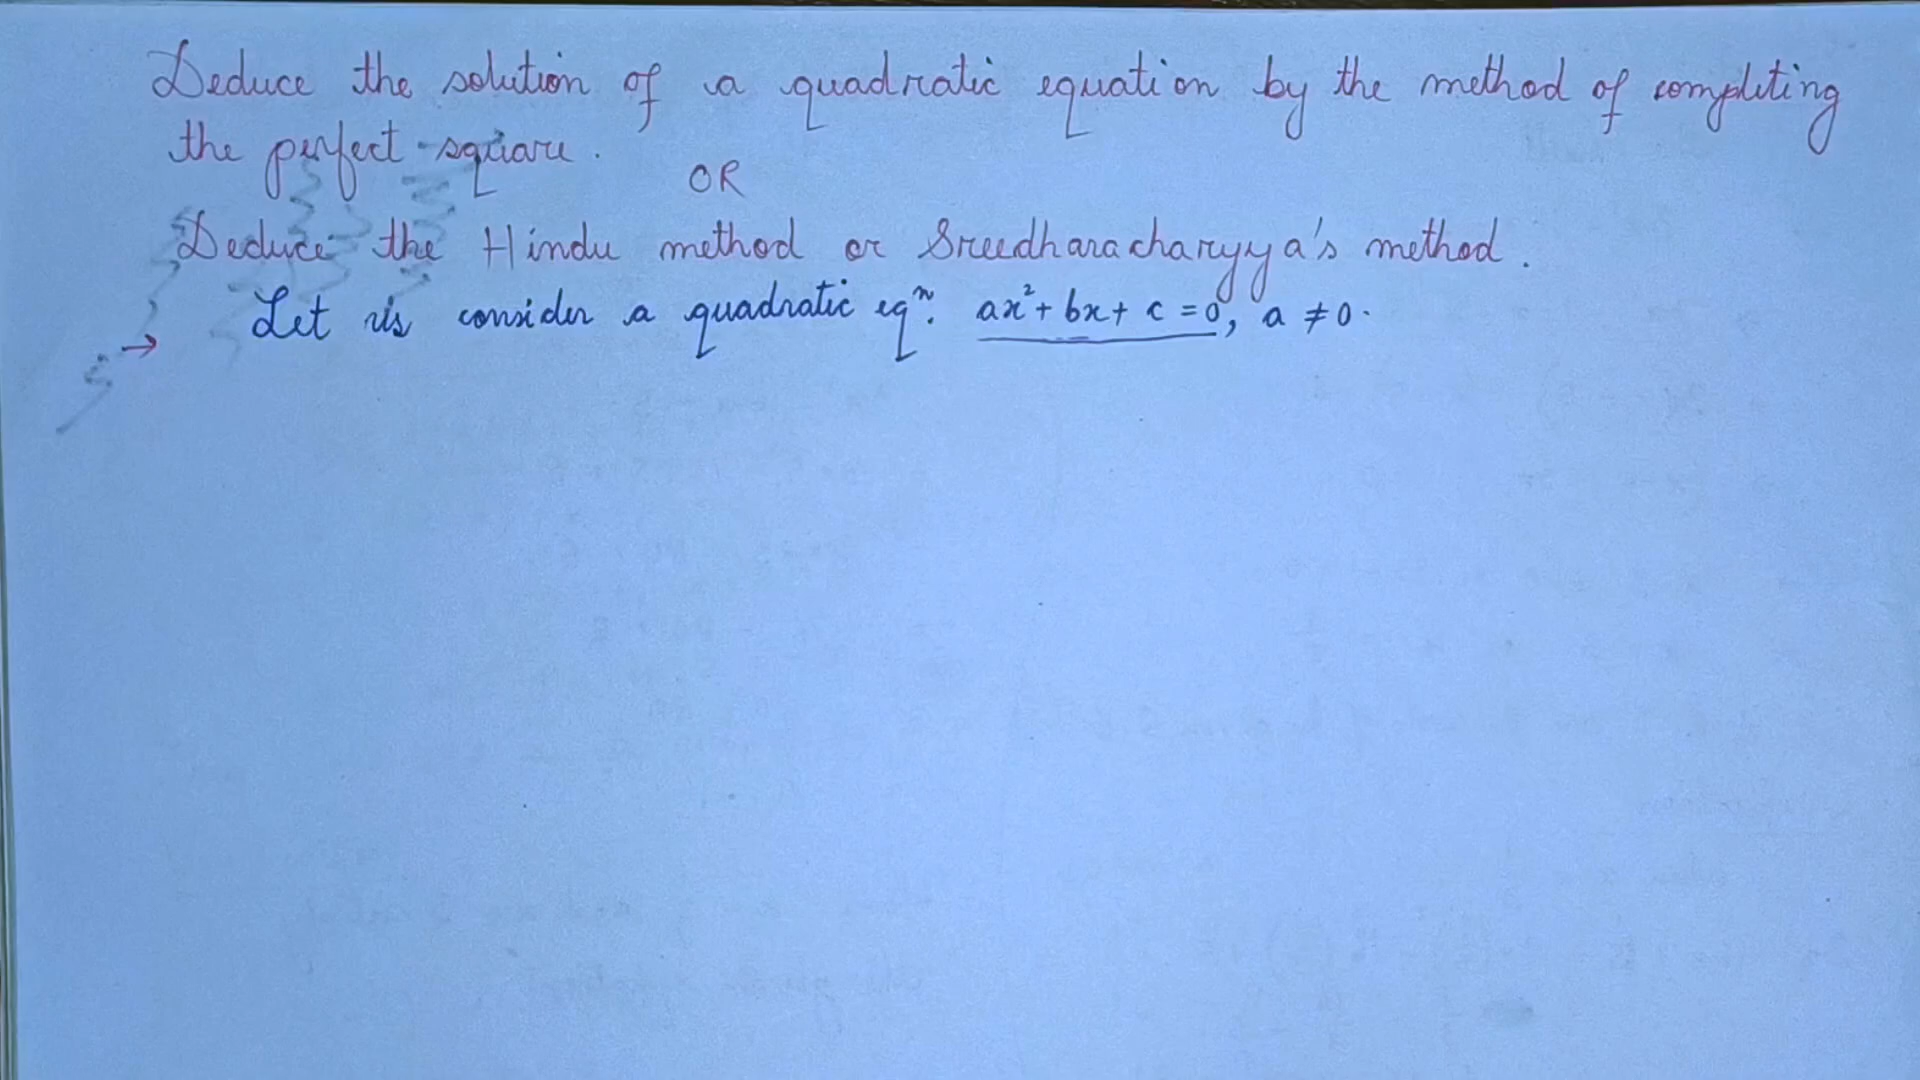 Deduce the solution of a quadratic equation by the method of completing
the perfect-square.
OR
Deduce the Hindu method or Sreedharacharyya's method.
→ Let us consider a quadratic eqⁿ. ax² + bx + c = 0, a ≠ 0.